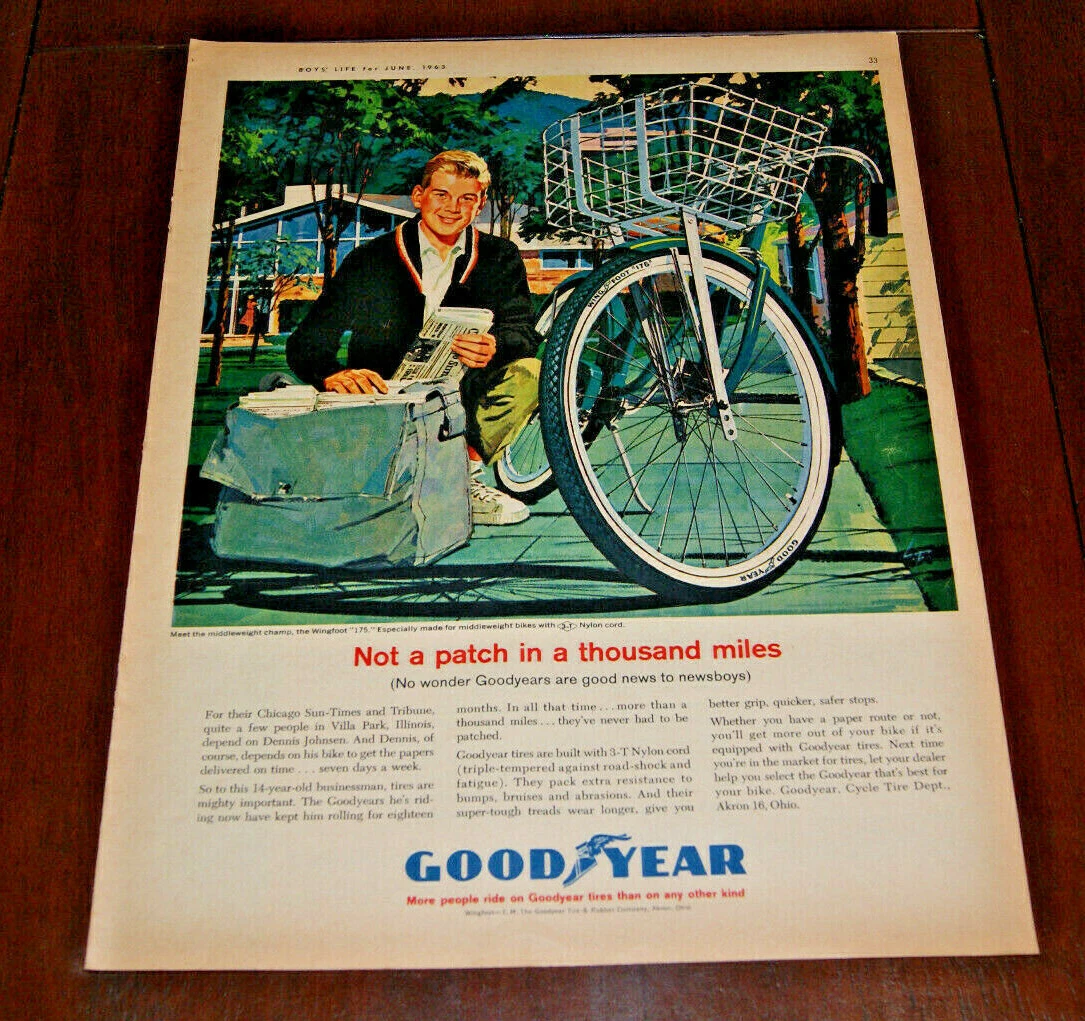 BOYS' LIFE for JUNE, 1963
33
WING FOOT "175"
Sun
GOOD YEAR
Meet the middleweight champ, the Wingfoot "175." Especially made for middleweight bikes with 3-T Nylon cord.
Not a patch in a thousand miles
(No wonder Goodyears are good news to newsboys)
For their Chicago Sun-Times and Tribune,
quite a few people in Villa Park, Illinois,
depend on Dennis Johnsen. And Dennis, of
course, depends on his bike to get the papers
delivered on time . . . seven days a week.
So to this 14-year-old businessman, tires are
mighty important. The Goodyears he's rid-
ing now have kept him rolling for eighteen
months. In all that time . . . more than a
thousand miles . . . they've never had to be
patched.
Goodyear tires are built with 3-T Nylon cord
(triple-tempered against road-shock and
fatigue). They pack extra resistance to
bumps, bruises and abrasions. And their
super-tough treads wear longer, give you
better grip, quicker, safer stops.
Whether you have a paper route or not,
you'll get more out of your bike if it's
equipped with Goodyear tires. Next time
you're in the market for tires, let your dealer
help you select the Goodyear that's best for
your bike. Goodyear, Cycle Tire Dept.,
Akron 16, Ohio.
GOOD YEAR
More people ride on Goodyear tires than on any other kind
Wingfoot—T. M. The Goodyear Tire & Rubber Company, Akron, Ohio